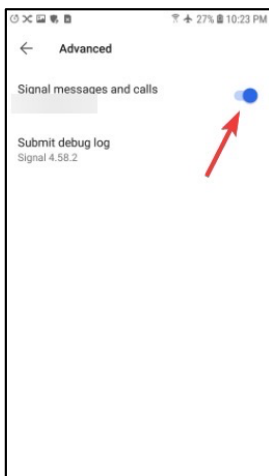 27% 10:23 PM
Advanced
Signal messages and calls
Submit debug log
Signal 4.58.2